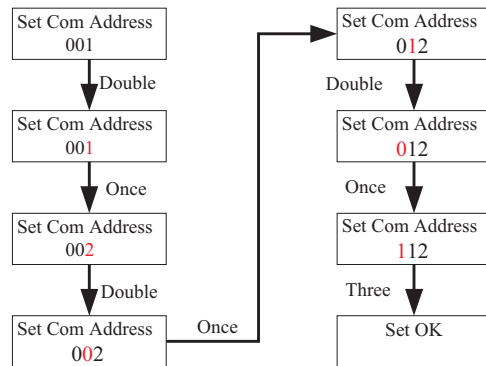 Set Com Address
001
Double
Set Com Address
001
Once
Set Com Address
002
Double
Set Com Address
002
Once
Set Com Address
012
Double
Set Com Address
012
Once
Set Com Address
112
Three
Set OK